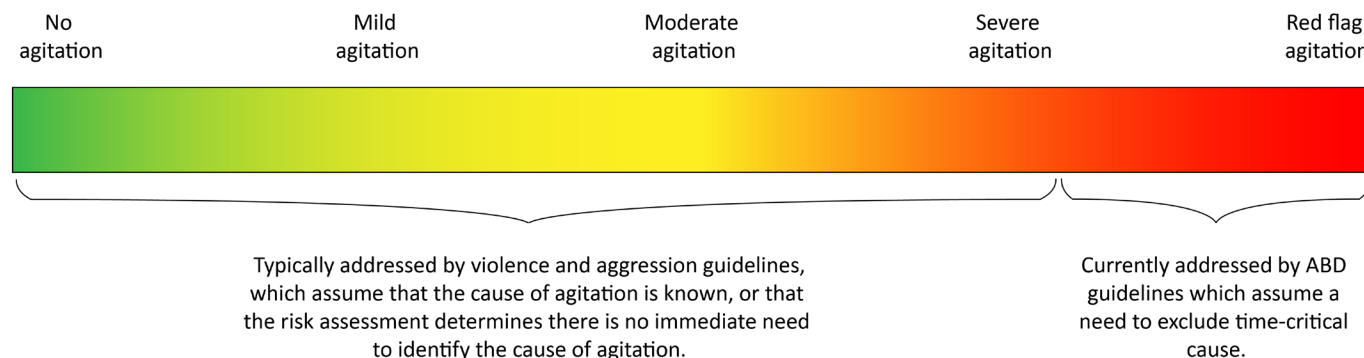 No
agitation
Mild
agitation
Moderate
agitation
Severe
agitation
Red flag
agitation
Typically addressed by violence and aggression guidelines,
which assume that the cause of agitation is known, or that
the risk assessment determines there is no immediate need
to identify the cause of agitation.
Currently addressed by ABD
guidelines which assume a
need to exclude time-critical
cause.